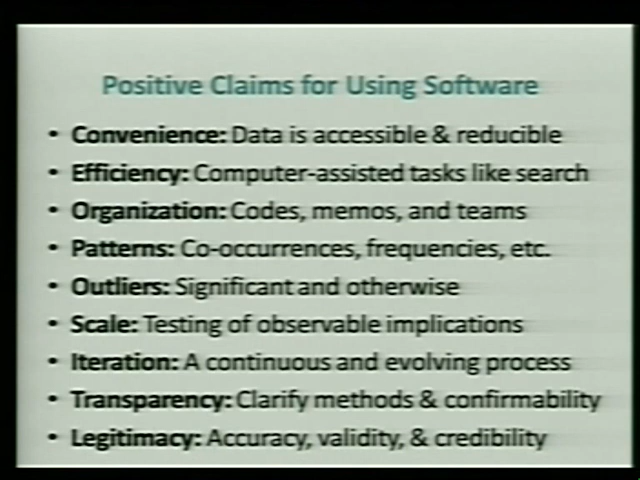 Positive Claims for Using Software
• Convenience: Data is accessible & reducible
• Efficiency: Computer-assisted tasks like search
• Organization: Codes, memos, and teams
• Patterns: Co-occurrences, frequencies, etc.
• Outliers: Significant and otherwise
• Scale: Testing of observable implications
• Iteration: A continuous and evolving process
• Transparency: Clarify methods & confirmability
• Legitimacy: Accuracy, validity, & credibility